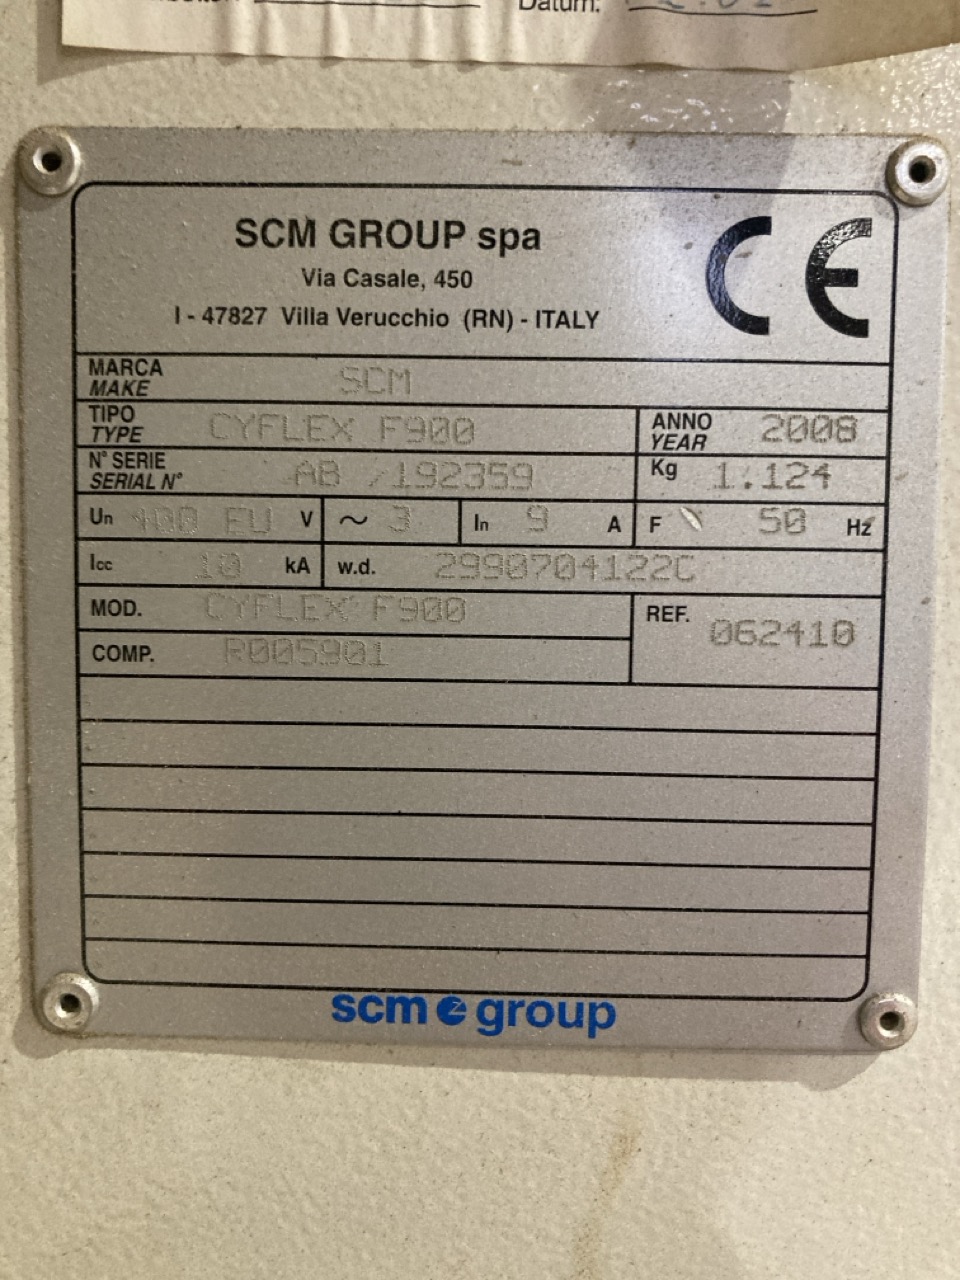 Datum:
SCM GROUP spa
Via Casale, 450
I - 47827 Villa Verucchio (RN) - ITALY
CE
MARCA
MAKE
SCM
TIPO
TYPE
CYFLEX F900
ANNO
YEAR
2008
N° SERIE
SERIAL N°
AB /192359
Kg 1.124
Un 400 EU V
~ 3
In 9 A
F 50 Hz
Icc 10 kA
w.d. 2990704122C
MOD. CYFLEX F900
REF. 062410
COMP. R005901
scm group